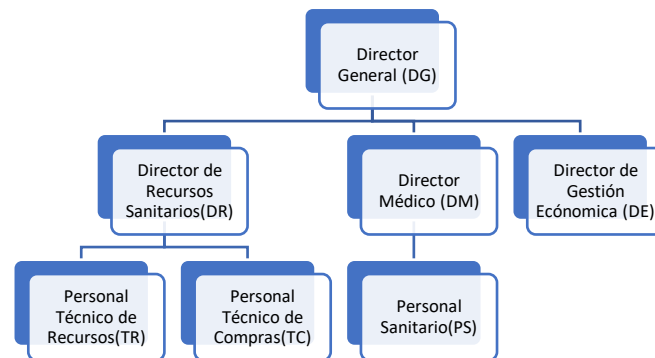 Director
General (DG)
Director de
Recursos
Sanitarios(DR)
Director
Médico (DM)
Director de
Gestión
Ecónomica (DE)
Personal
Técnico de
Recursos(TR)
Personal
Técnico de
Compras(TC)
Personal
Sanitario(PS)